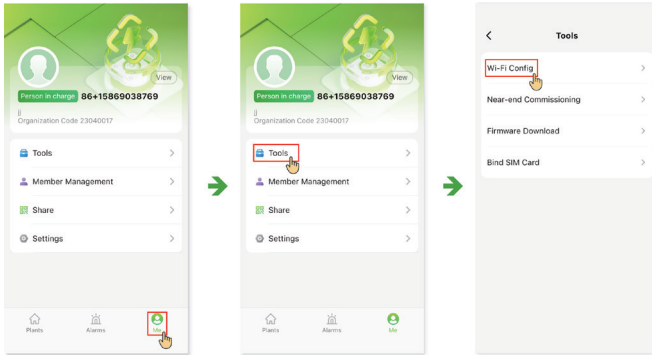 View
Person in charge 86+15869038769
jj
Organization Code 23040017
Tools
Member Management
Share
Settings
Plants Alarms Me
View
Person in charge 86+15869038769
jj
Organization Code 23040017
Tools
Member Management
Share
Settings
Plants Alarms Me
Tools
Wi-Fi Config
Near-end Commissioning
Firmware Download
Bind SIM Card